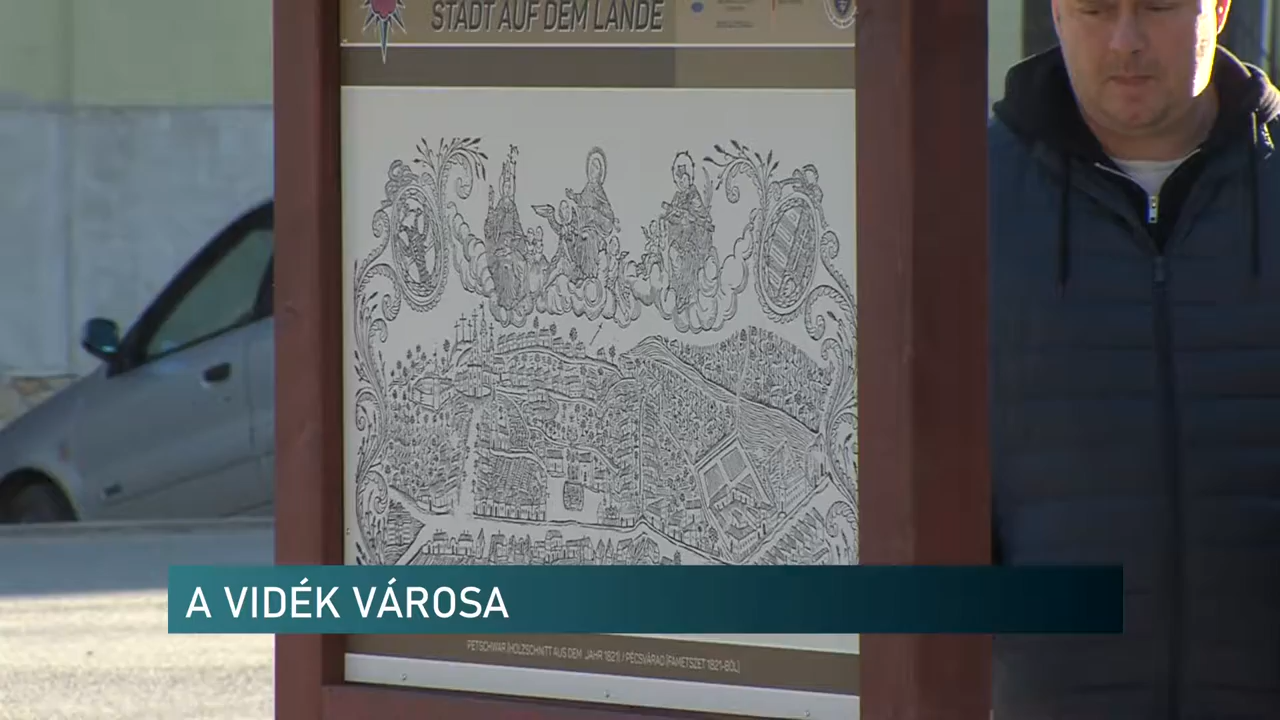 STADT AUF DEM LANDE
A VIDÉK VÁROSA
PETSCHWAR (HOLZSCHNITT AUS DEM JAHR 1821) / PÉCSVÁRAD (FAMETSZET 1821-BŐL)